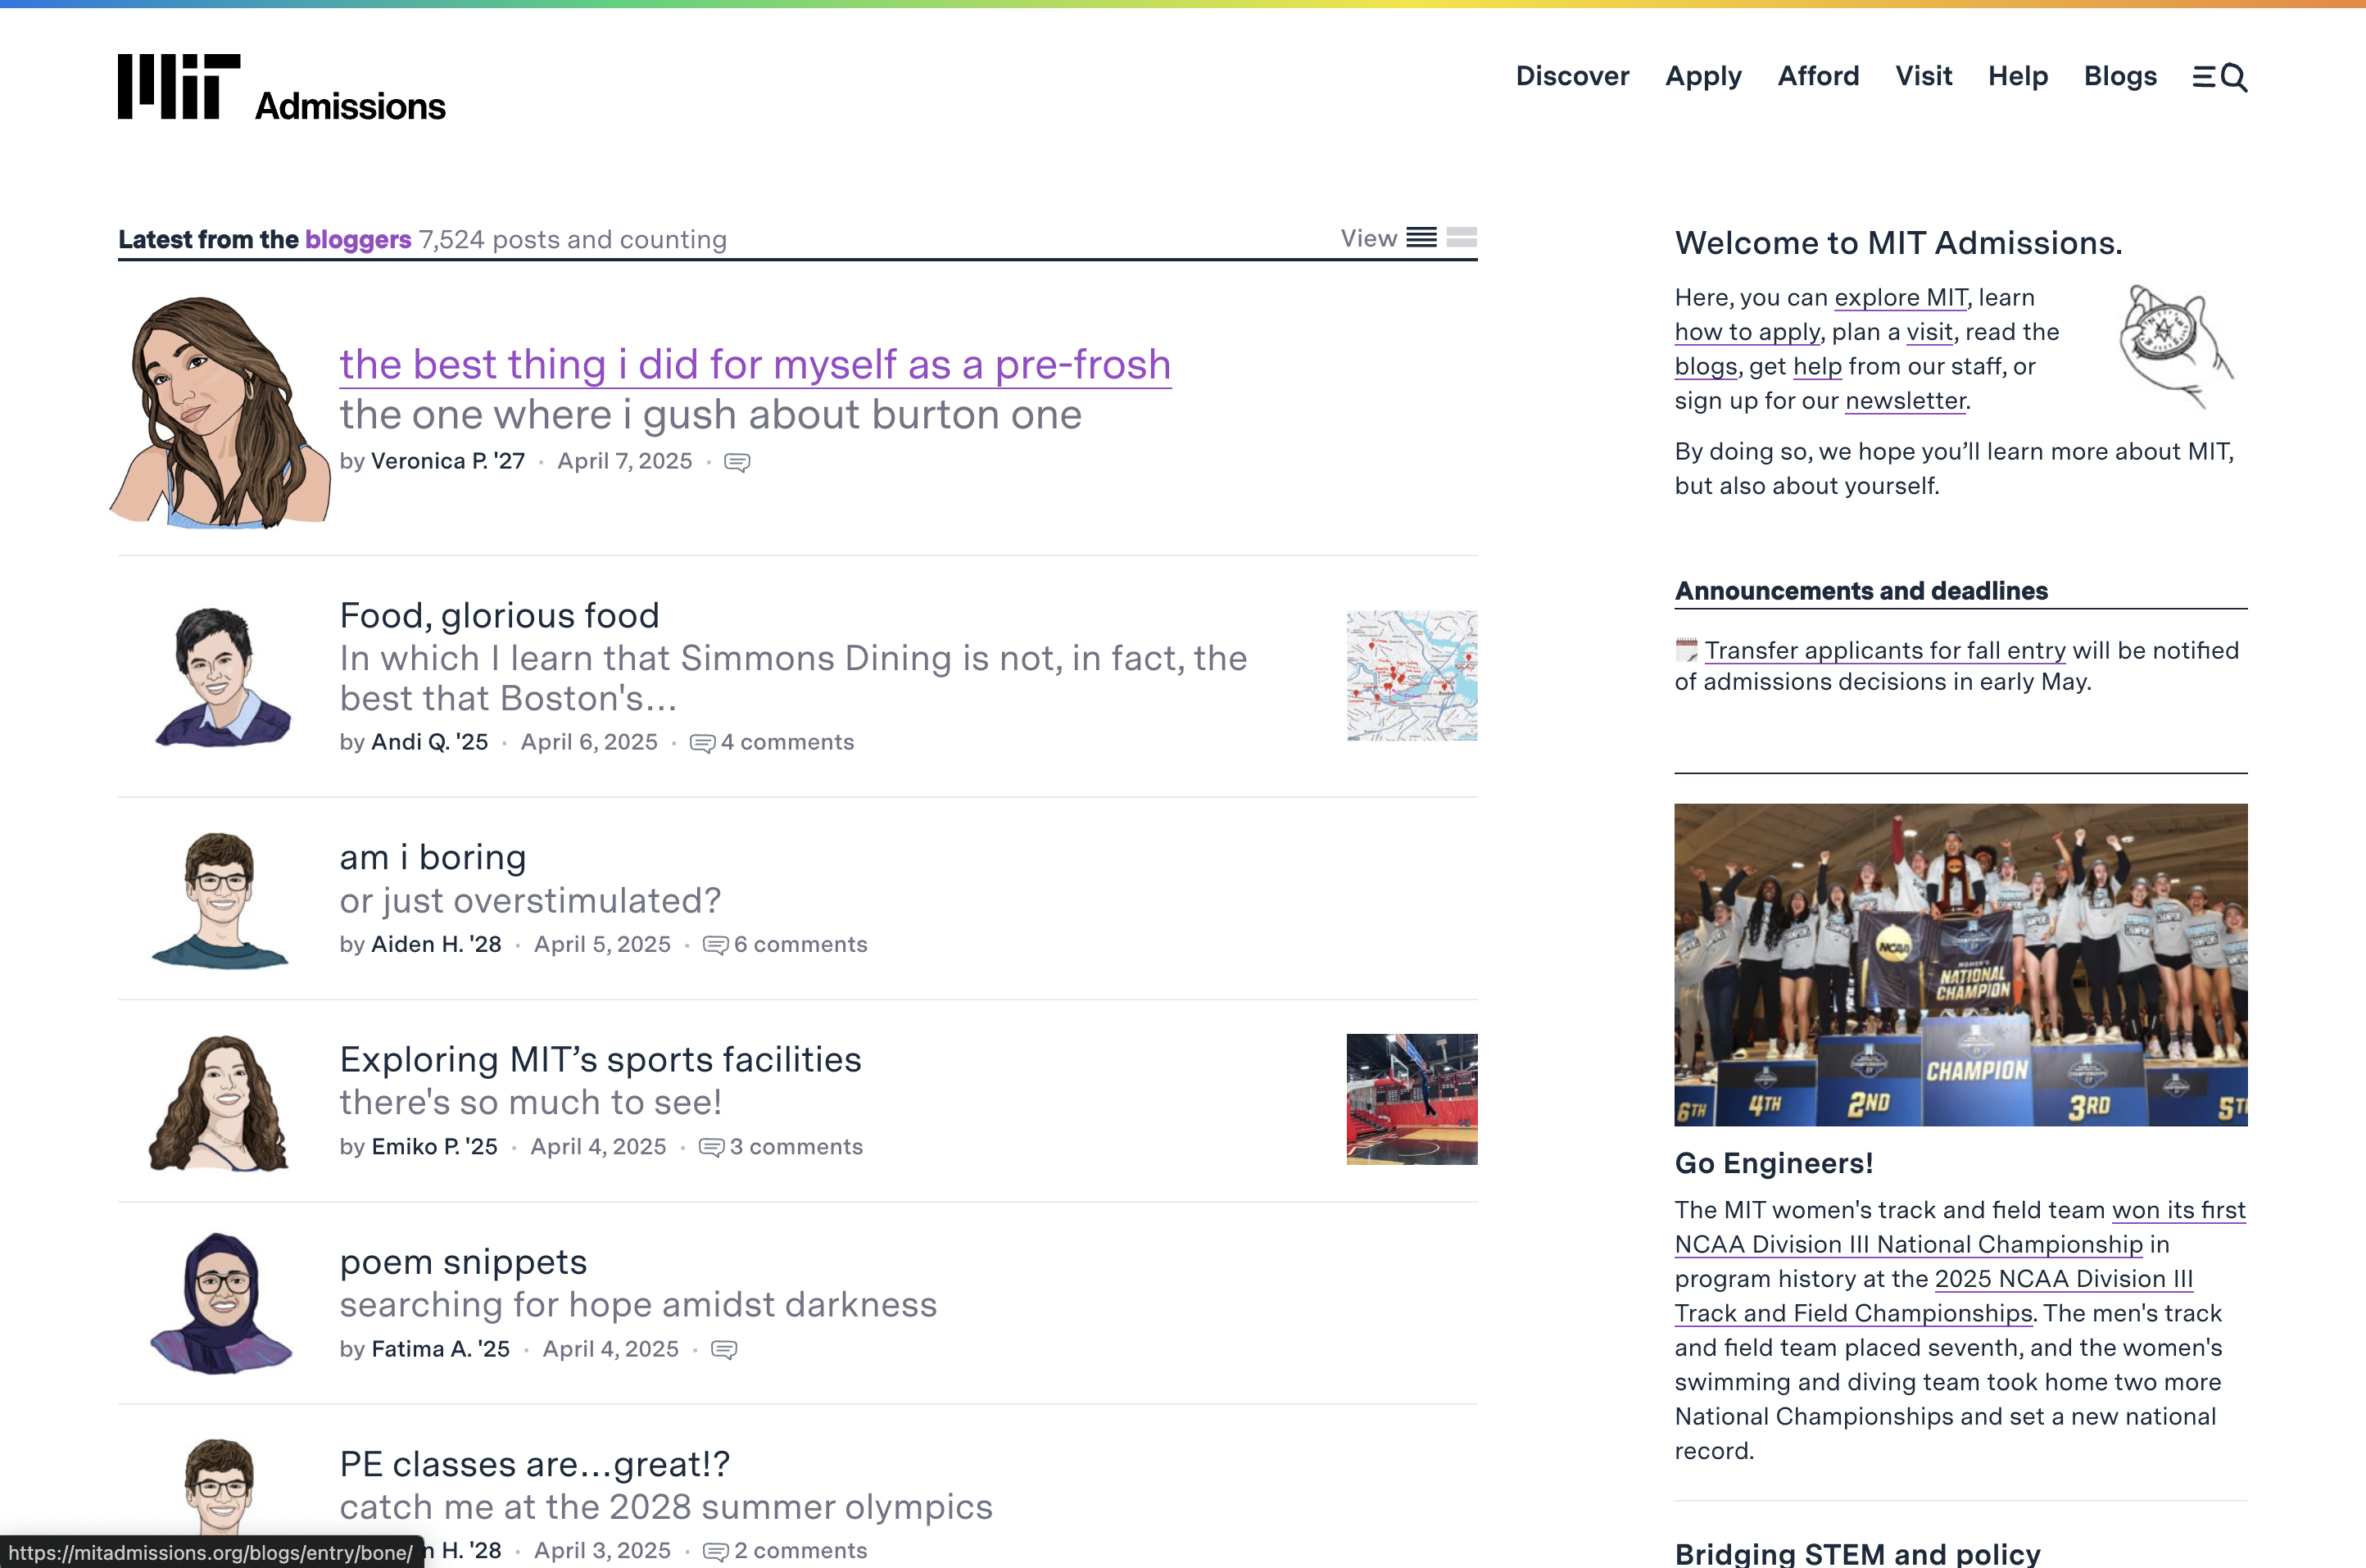 MIT Admissions
Discover Apply Afford Visit Help Blogs
Latest from the bloggers 7,524 posts and counting
View
the best thing i did for myself as a pre-frosh
the one where i gush about burton one
by Veronica P. '27 · April 7, 2025 ·
Food, glorious food
In which I learn that Simmons Dining is not, in fact, the
best that Boston's...
by Andi Q. '25 · April 6, 2025 · 4 comments
am i boring
or just overstimulated?
by Aiden H. '28 · April 5, 2025 · 6 comments
Exploring MIT’s sports facilities
there's so much to see!
by Emiko P. '25 · April 4, 2025 · 3 comments
poem snippets
searching for hope amidst darkness
by Fatima A. '25 · April 4, 2025 ·
PE classes are...great!?
catch me at the 2028 summer olympics
n H. '28 · April 3, 2025 · 2 comments
https://mitadmissions.org/blogs/entry/bone/
Welcome to MIT Admissions.
Here, you can explore MIT, learn
how to apply, plan a visit, read the
blogs, get help from our staff, or
sign up for our newsletter.
By doing so, we hope you’ll learn more about MIT,
but also about yourself.
Announcements and deadlines
Transfer applicants for fall entry will be notified
of admissions decisions in early May.
NCAA
WOMEN'S
NATIONAL
CHAMPION
CHAMPION
6TH 4TH 2ND 3RD 5T
Go Engineers!
The MIT women's track and field team won its first
NCAA Division III National Championship in
program history at the 2025 NCAA Division III
Track and Field Championships. The men's track
and field team placed seventh, and the women's
swimming and diving team took home two more
National Championships and set a new national
record.
Bridging STEM and policy